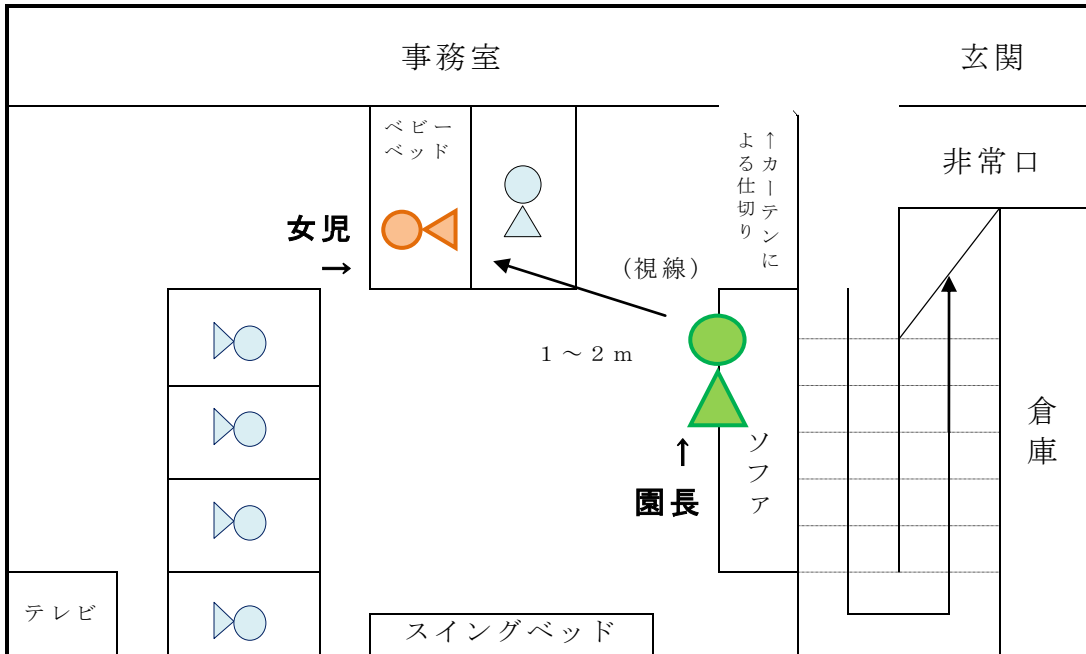 事務室
玄関
ベビー
ベッド
↑カーテンに
よる仕切り
非常口
女児
→
（視線）
1～2m
倉庫
ソファ
↑
園長
テレビ
スイングベッド